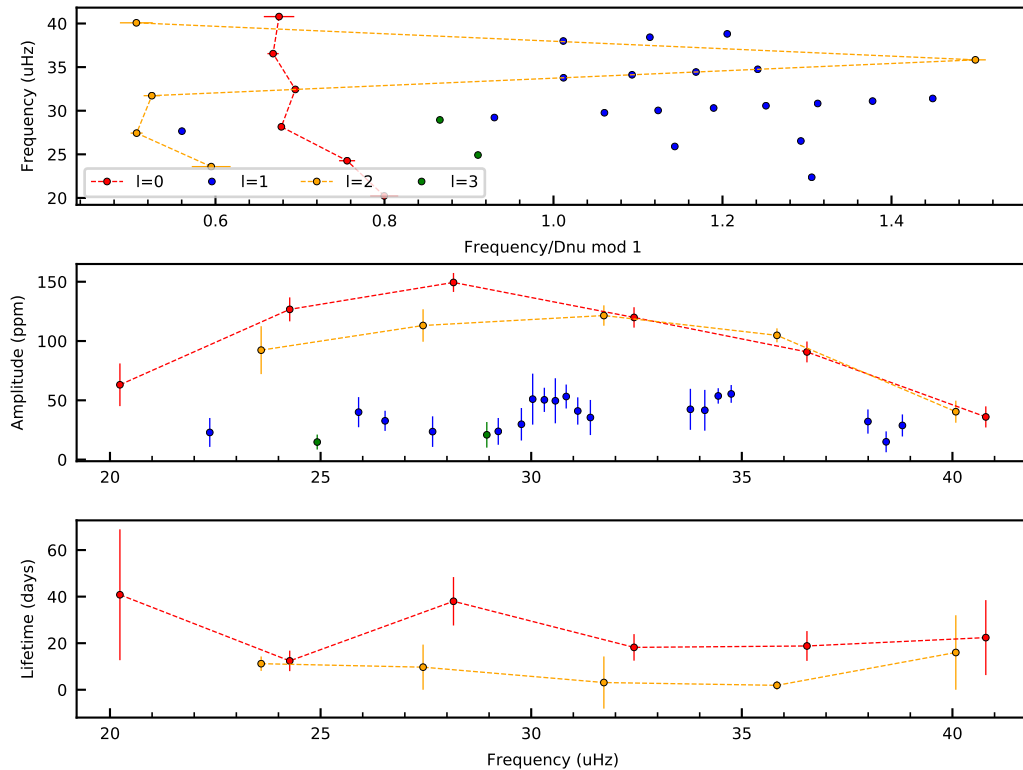 40
35
30
25
20
Frequency (uHz)
l=0 l=1 l=2 l=3
0.6 0.8 1.0 1.2 1.4
Frequency/Dnu mod 1
150
100
50
0
Amplitude (ppm)
20 25 30 35 40
60
40
20
0
Lifetime (days)
20 25 30 35 40
Frequency (uHz)